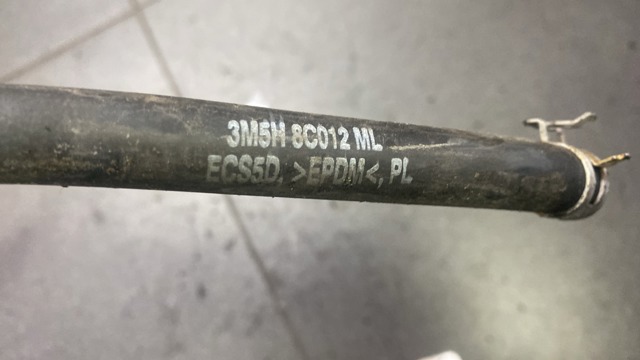 3M5H 8C012 ML
ECS5D, >EPDM<, PL